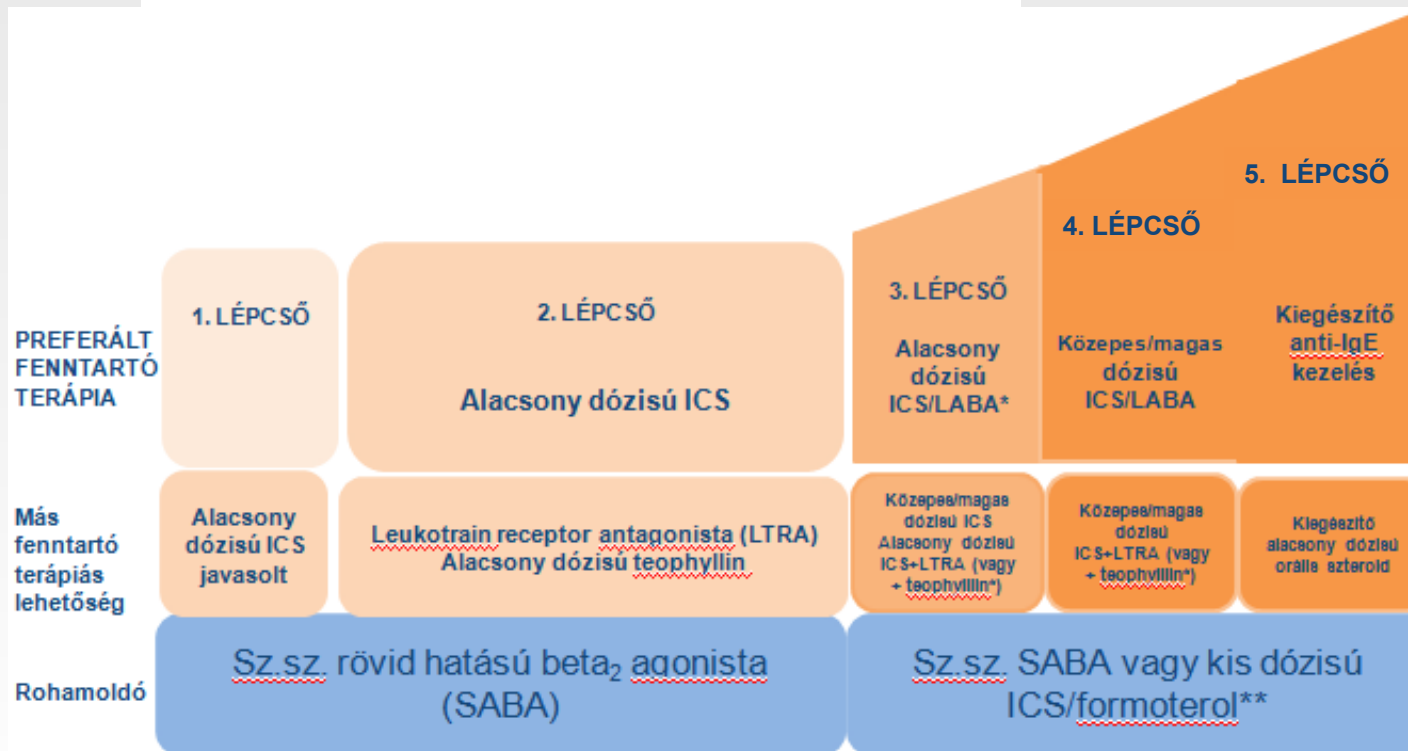 5. LÉPCSŐ
4. LÉPCSŐ
3. LÉPCSŐ
1. LÉPCSŐ
2. LÉPCSŐ
PREFERÁLT
FENNTARTÓ
TERÁPIA
Alacsony dózisú ICS
Alacsony
dózisú
ICS/LABA*
Közepes/magas
dózisú
ICS/LABA
Kiegészítő
anti-IgE
kezelés
Más
fenntartó
terápiás
lehetőség
Alacsony
dózisú ICS
javasolt
Leukotrain receptor antagonista (LTRA)
Alacsony dózisú teophyllin
Közepes/magas
dózisú ICS
Alacsony dózisú
ICS+LTRA (vagy
+ teophyllin*)
Közepes/magas
dózisú
ICS+LTRA (vagy
+ teophyllin*)
Kiegészítő
alacsony dózisú
orális szteroid
Rohamoldó
Sz.sz. rövid hatású beta₂ agonista
(SABA)
Sz.sz. SABA vagy kis dózisú
ICS/formoterol**